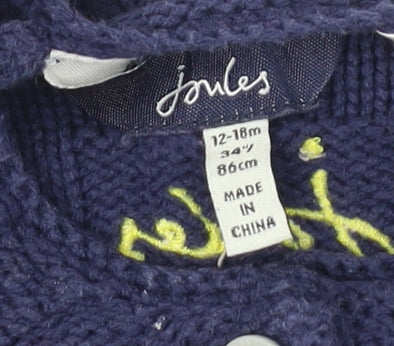 joules
12-18m
34"
86cm
MADE
IN
CHINA